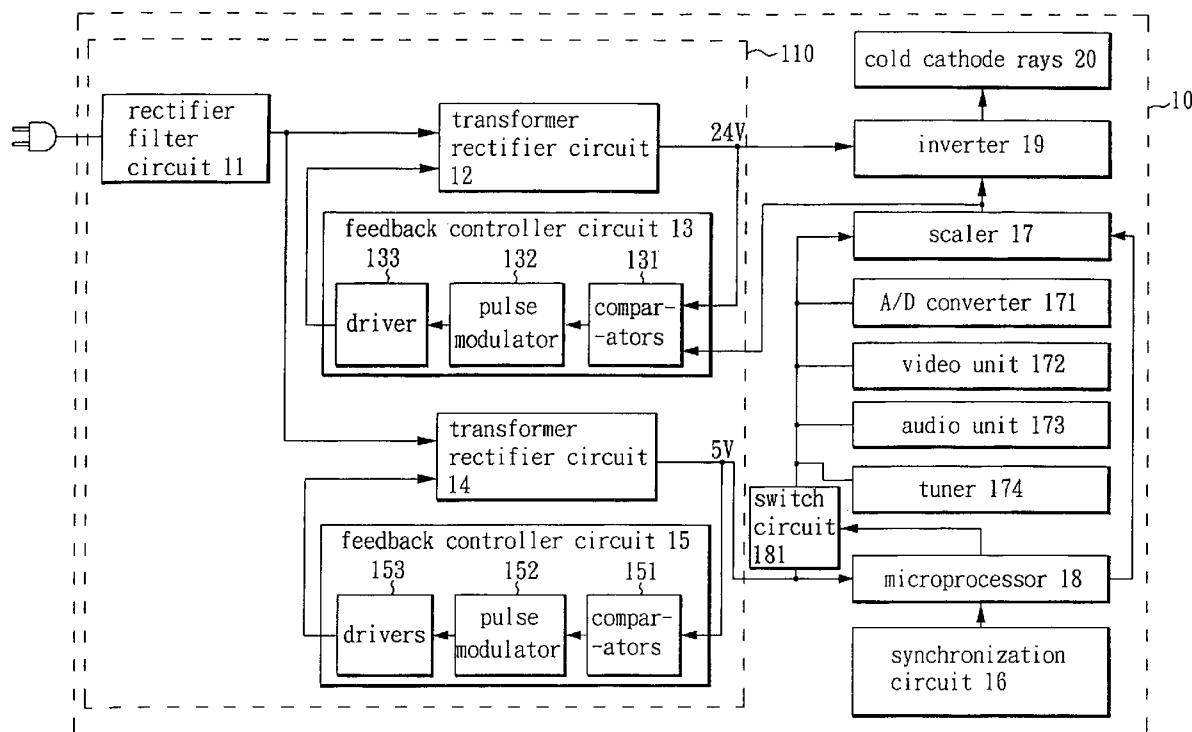 110
cold cathode rays 20
10
rectifier
filter
circuit 11
transformer
rectifier circuit
12
24V
inverter 19
feedback controller circuit 13
133
132
131
driver
pulse
modulator
compar-
-ators
scaler 17
A/D converter 171
video unit 172
audio unit 173
transformer
rectifier circuit
14
5V
tuner 174
switch
circuit
181
feedback controller circuit 15
153
152
151
drivers
pulse
modulator
compar-
-ators
microprocessor 18
synchronization
circuit 16